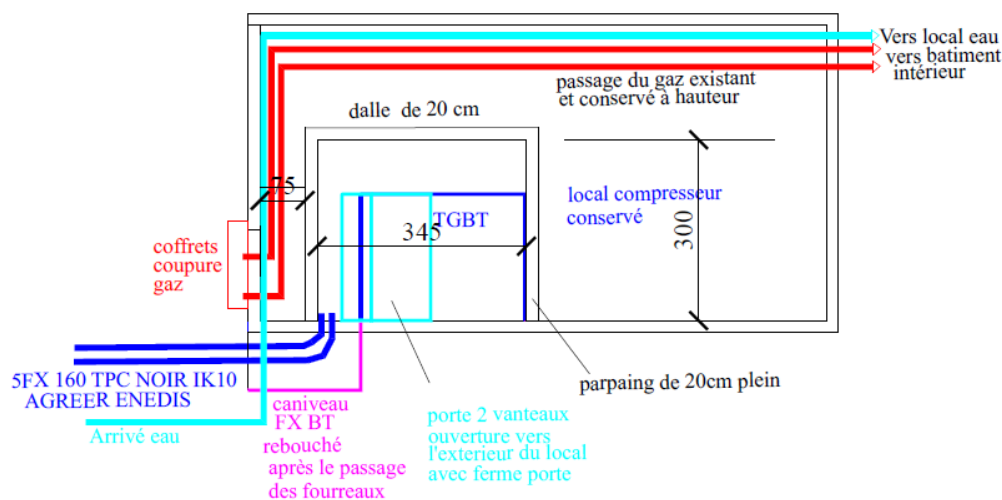 Vers local eau
vers batiment
intérieur
passage du gaz existant
et conservé à hauteur
dalle de 20 cm
75
TGBT
345
local compresseur
conservé
300
coffrets
coupure
gaz
5FX 160 TPC NOIR IK10
AGREER ENEDIS
Arrivé eau
caniveau
FX BT
rebouché
après le passage
des fourreaux
porte 2 vanteaux
ouverture vers
l'exterieur du local
avec ferme porte
parpaing de 20cm plein